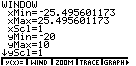 WINDOW
xMin=-25.495601173
xMax=25.495601173
xScl=1
yMin=-20
yMax=10
↓yScl=1
y(x)= WIND ZOOM TRACE GRAPH